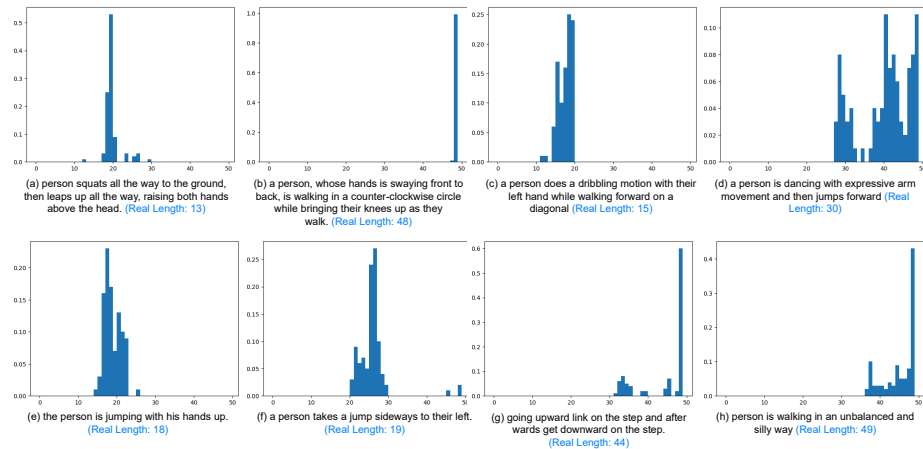 0.5
0.4
0.3
0.2
0.1
0.0
0 10 20 30 40 50
(a) person squats all the way to the ground,
then leaps up all the way, raising both hands
above the head. (Real Length: 13)
1.0
0.8
0.6
0.4
0.2
0.0
0 10 20 30 40 50
(b) a person, whose hands is swaying front to
back, is walking in a counter-clockwise circle
while bringing their knees up as they
walk. (Real Length: 48)
0.25
0.20
0.15
0.10
0.05
0.00
0 10 20 30 40 50
(c) a person does a dribbling motion with their
left hand while walking forward on a
diagonal (Real Length: 15)
0.10
0.08
0.06
0.04
0.02
0.00
0 10 20 30 40 50
(d) a person is dancing with expressive arm
movement and then jumps forward (Real
Length: 30)
0.20
0.15
0.10
0.05
0.00
0 10 20 30 40 50
(e) the person is jumping with his hands up.
(Real Length: 18)
0.25
0.20
0.15
0.10
0.05
0.00
0 10 20 30 40 50
(f) a person takes a jump sideways to their left.
(Real Length: 19)
0.6
0.5
0.4
0.3
0.2
0.1
0.0
0 10 20 30 40 50
(g) going upward link on the step and after
wards get downward on the step.
(Real Length: 44)
0.4
0.3
0.2
0.1
0.0
0 10 20 30 40 50
(h) person is walking in an unbalanced and
silly way (Real Length: 49)